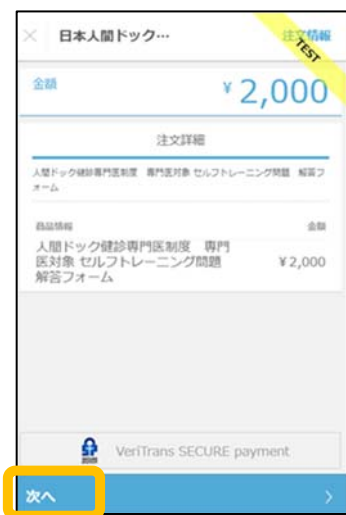 × 日本人間ドック… 注文情報
TEST
金額 ¥ 2,000
注文詳細
人間ドック健診専門医制度 専門医対象 セルフトレーニング問題 解答フ
ォーム
商品情報 金額
人間ドック健診専門医制度 専門
医対象 セルフトレーニング問題 ¥2,000
解答フォーム
VeriTrans SECURE payment
次へ >